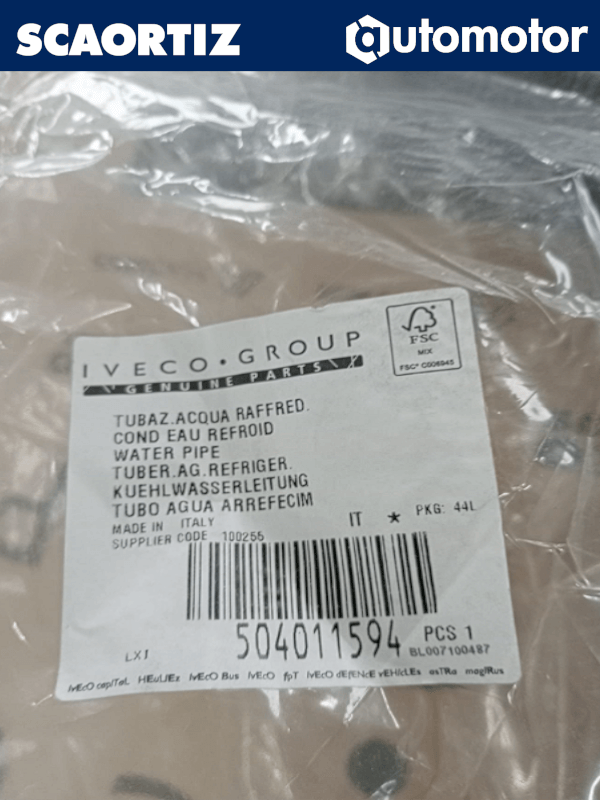 SCAORTIZ
automotor
IVECO•GROUP
GENUINE PARTS
FSC
MIX
FSC® C006945
TUBAZ.ACQUA RAFFRED.
COND EAU REFROID
WATER PIPE
TUBER.AG.REFRIGER.
KUEHLWASSERLEITUNG
TUBO AGUA ARREFECIM
MADE IN ITALY
SUPPLIER CODE 100255
IT * PKG: 44L
504011594
PCS 1
BL007100487
LX1
IVECO capITaL HEuLIEz IVECO Bus IVECO fpT IVECO dEfENcE vEHIcLEs asTRa magIRus